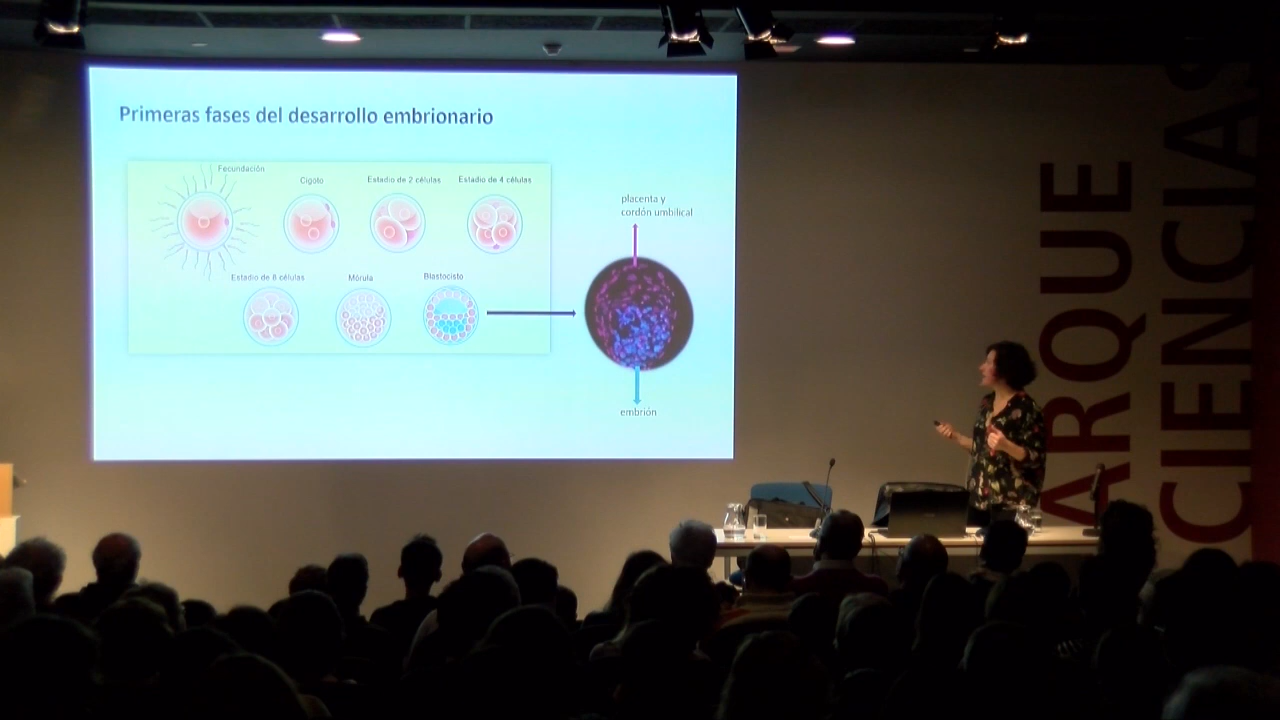 Primeras fases del desarrollo embrionario
Fecundación
Cigoto
Estadio de 2 células
Estadio de 4 células
Estadio de 8 células
Mórula
Blastocisto
placenta y
cordón umbilical
embrión
ARQUE
CIENCIAS